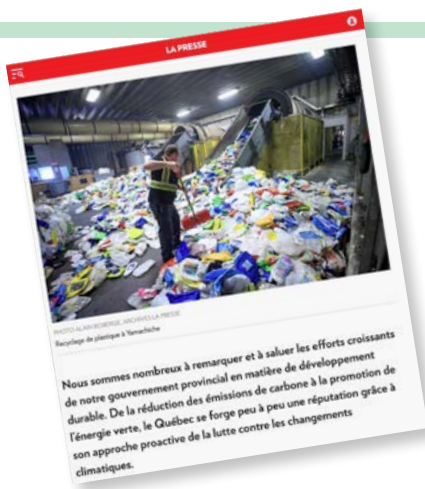 LA PRESSE
PHOTO ALAIN ROBERGE, ARCHIVES LA PRESSE
Recyclage de plastique à Yamachiche
Nous sommes nombreux à remarquer et à saluer les efforts croissants
de notre gouvernement provincial en matière de développement
durable. De la réduction des émissions de carbone à la promotion de
l'énergie verte, le Québec se forge peu à peu une réputation grâce à
son approche proactive de la lutte contre les changements
climatiques.